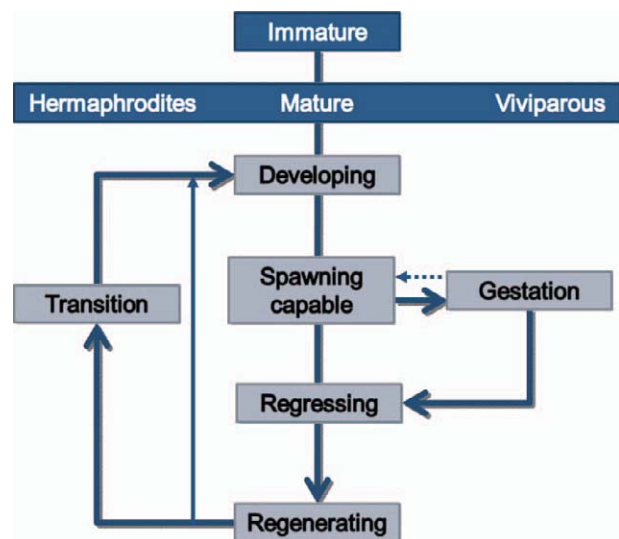 Immature
Hermaphrodites Mature Viviparous
Developing
Spawning
capable
Gestation
Transition
Regressing
Regenerating